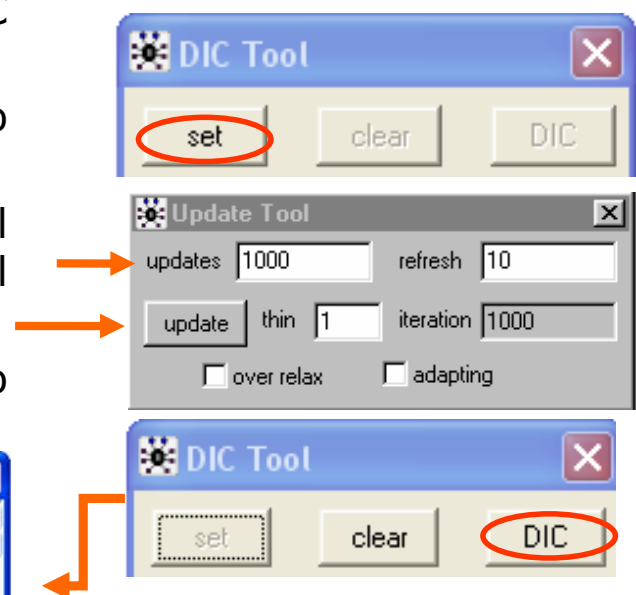 DIC Tool
set clear DIC
Update Tool
updates 1000 refresh 10
update thin 1 iteration 1000
over relax adapting
DIC Tool
set clear DIC